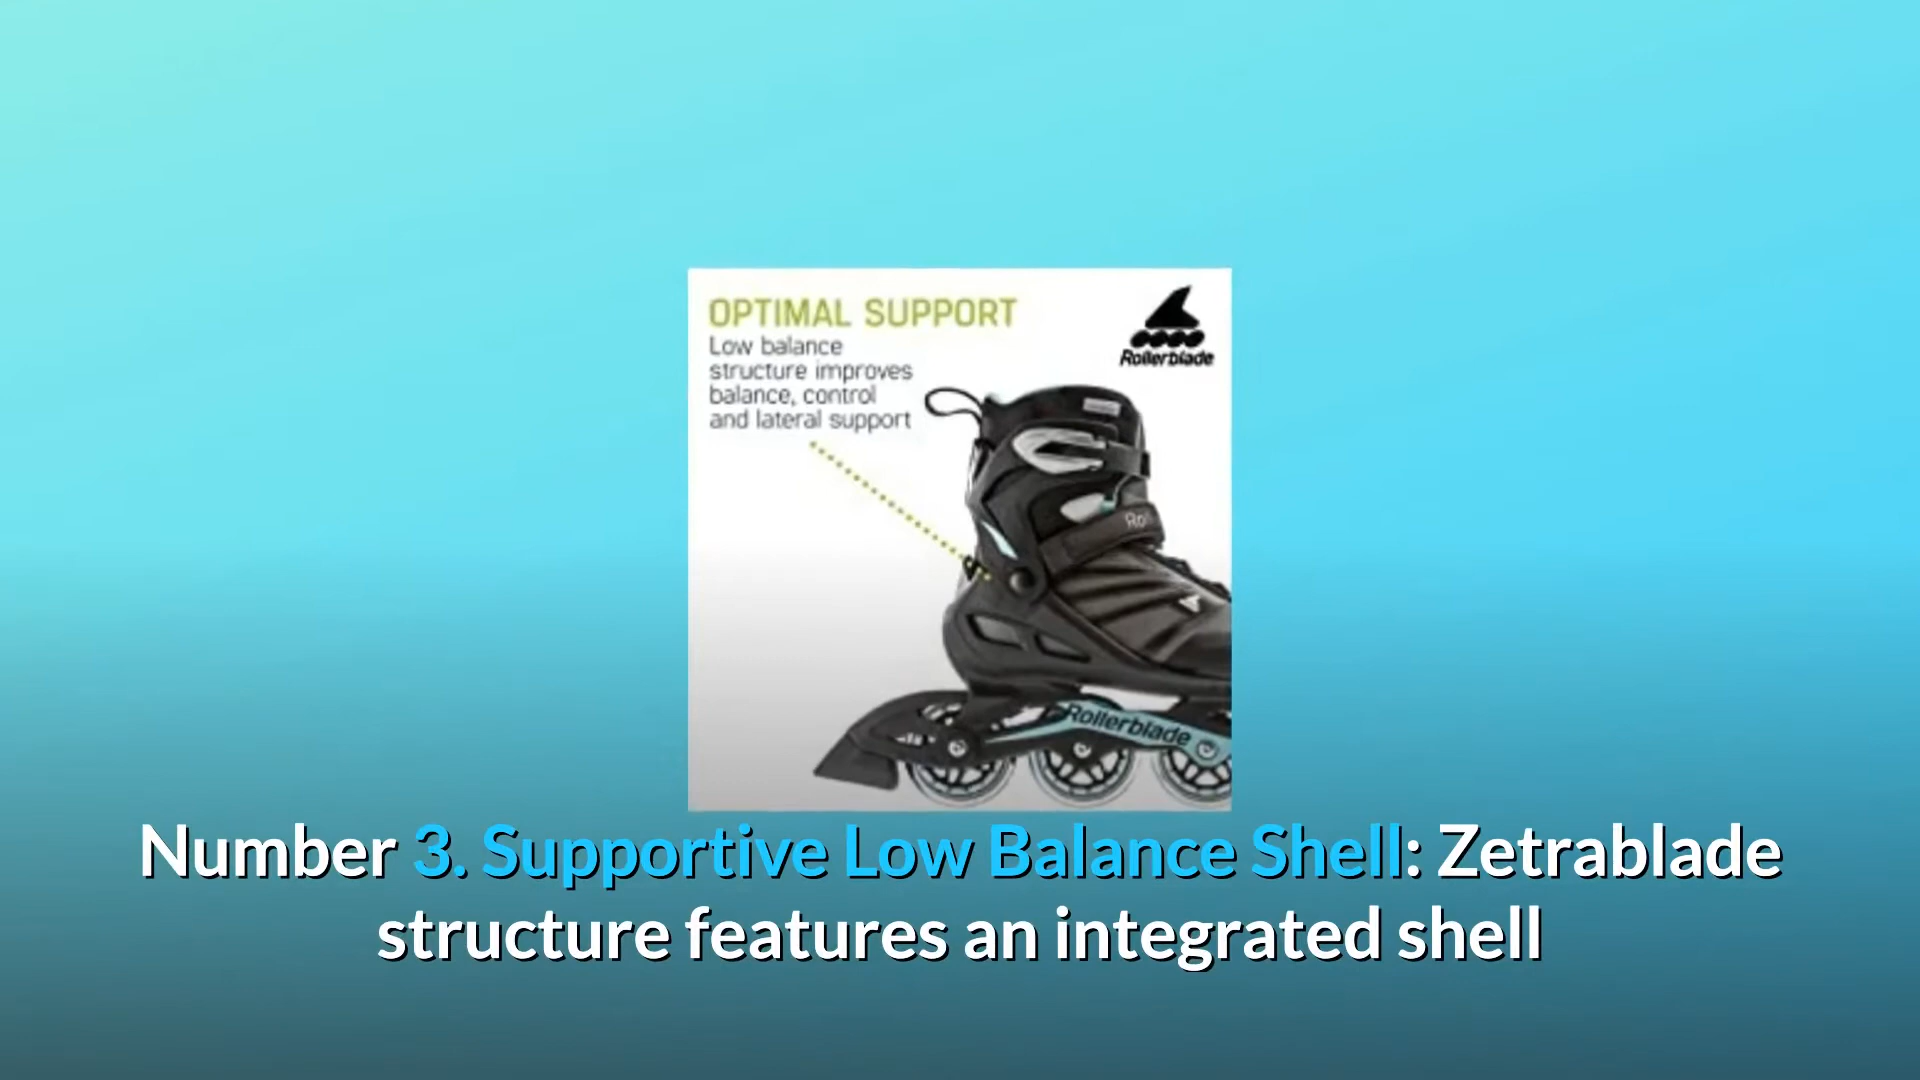 OPTIMAL SUPPORT
Low balance
structure improves
balance, control
and lateral support
Rollerblade
Rol
Rollerblade
Number 3. Supportive Low Balance Shell: Zetrablade
structure features an integrated shell